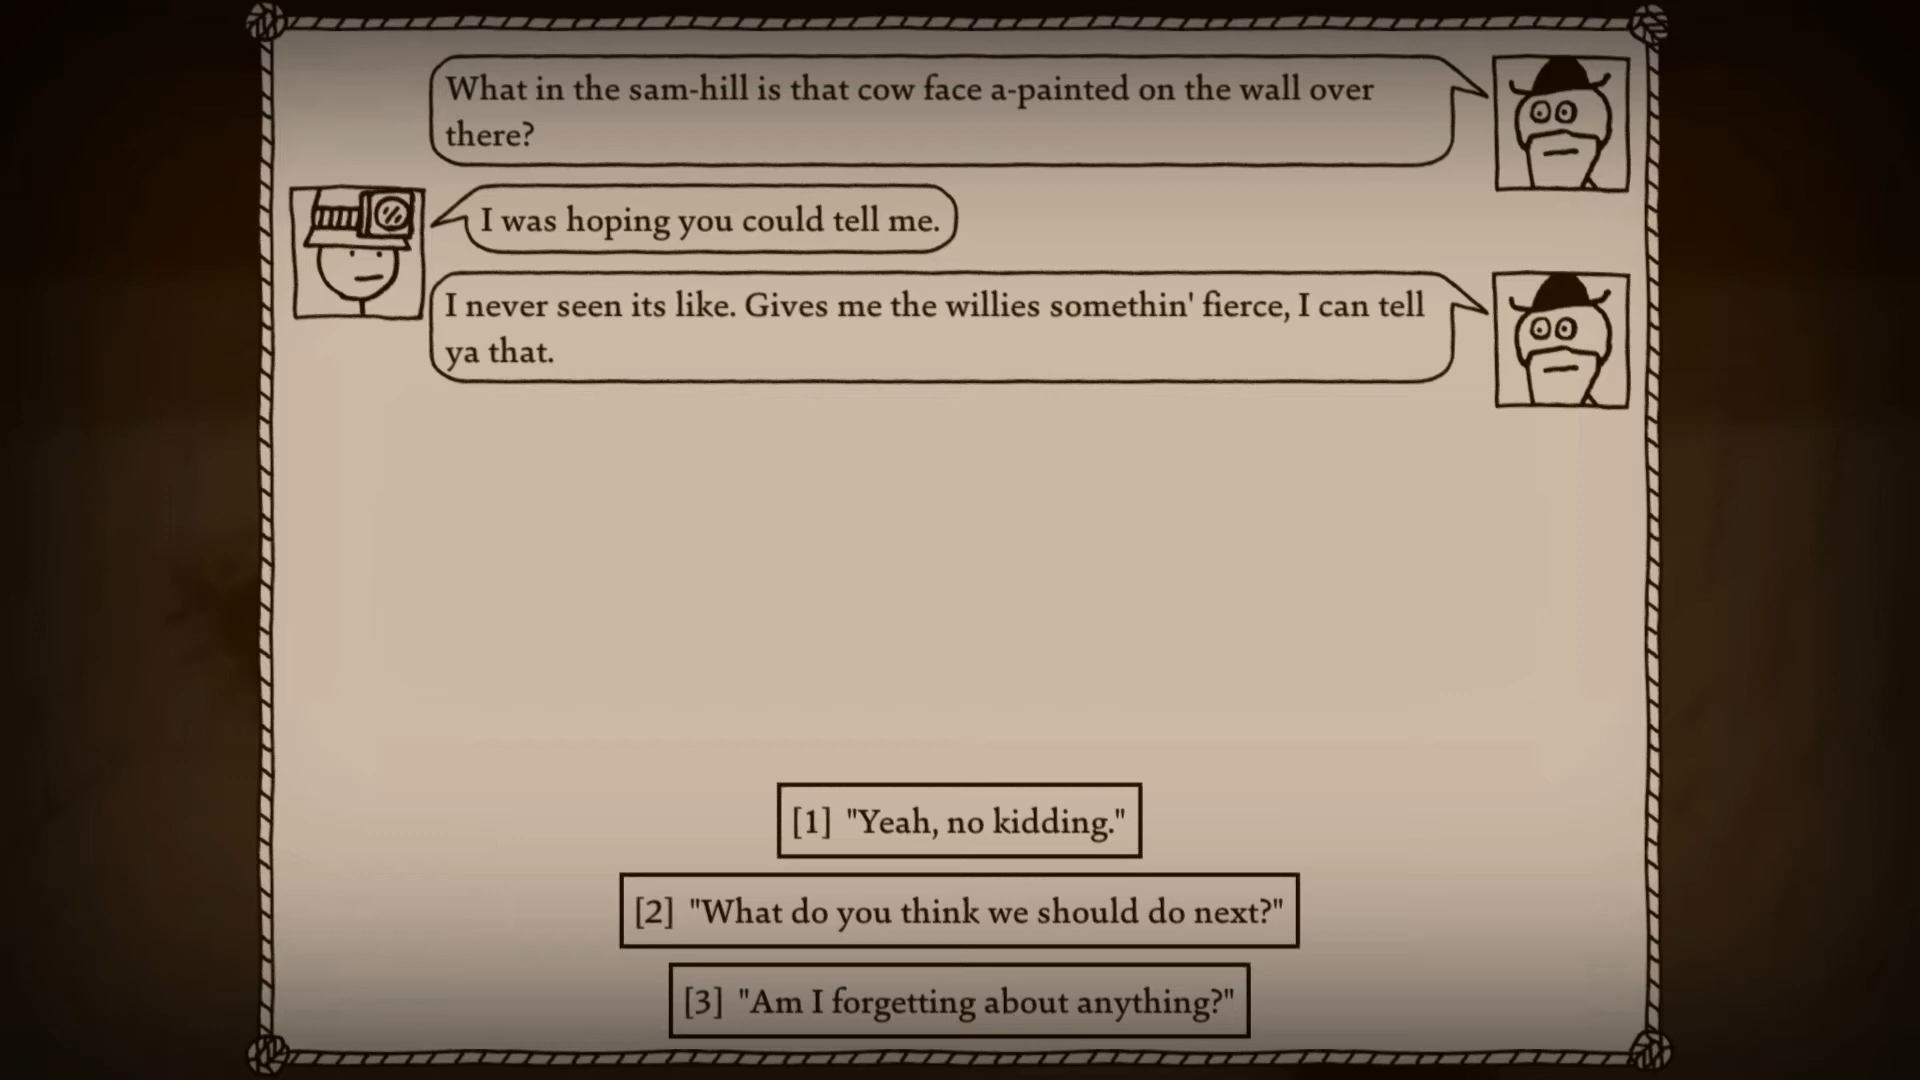 What in the sam-hill is that cow face a-painted on the wall over
there?
I was hoping you could tell me.
I never seen its like. Gives me the willies somethin' fierce, I can tell
ya that.
[1] "Yeah, no kidding."
[2] "What do you think we should do next?"
[3] "Am I forgetting about anything?"